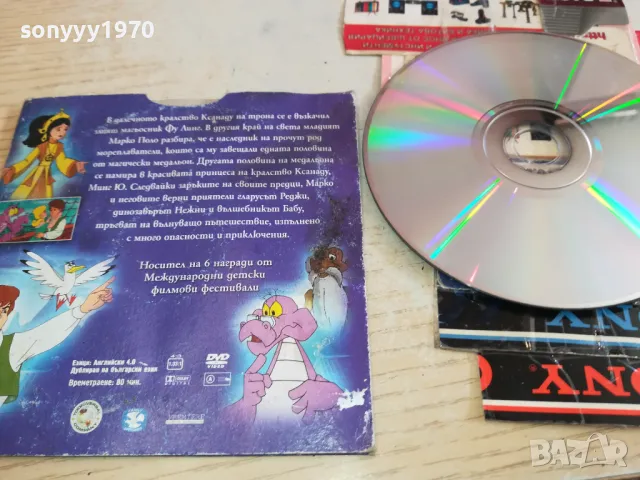 sonyyy1970
В далечното кралство Ксанаду на трона се е възкачил
злият магьосник Фу Линг. В другия край на света младият
Марко Поло разбира, че е наследник на прочут род
мореплаватели, които са му завещали едната половина
от магически медальон. Другата половина на медальона
се намира в красивата принцеса на кралство Ксанаду,
Минг Ю. Следвайки заръките на своите предци, Марко
и неговите верни приятели гларусът Реджи,
динозавърът Нежни и вълшебникът Бабу,
тръгват на вълнуващо пътешествие, изпълнено
с много опасности и приключения.
Носител на 6 награди от
Международни детски
филмови фестивали
Езици: Английски 4.0
Дублиран на български език
Времетраене: 80 мин.
DVD
VIDEO
SONY
SONY
BAZAR
bg